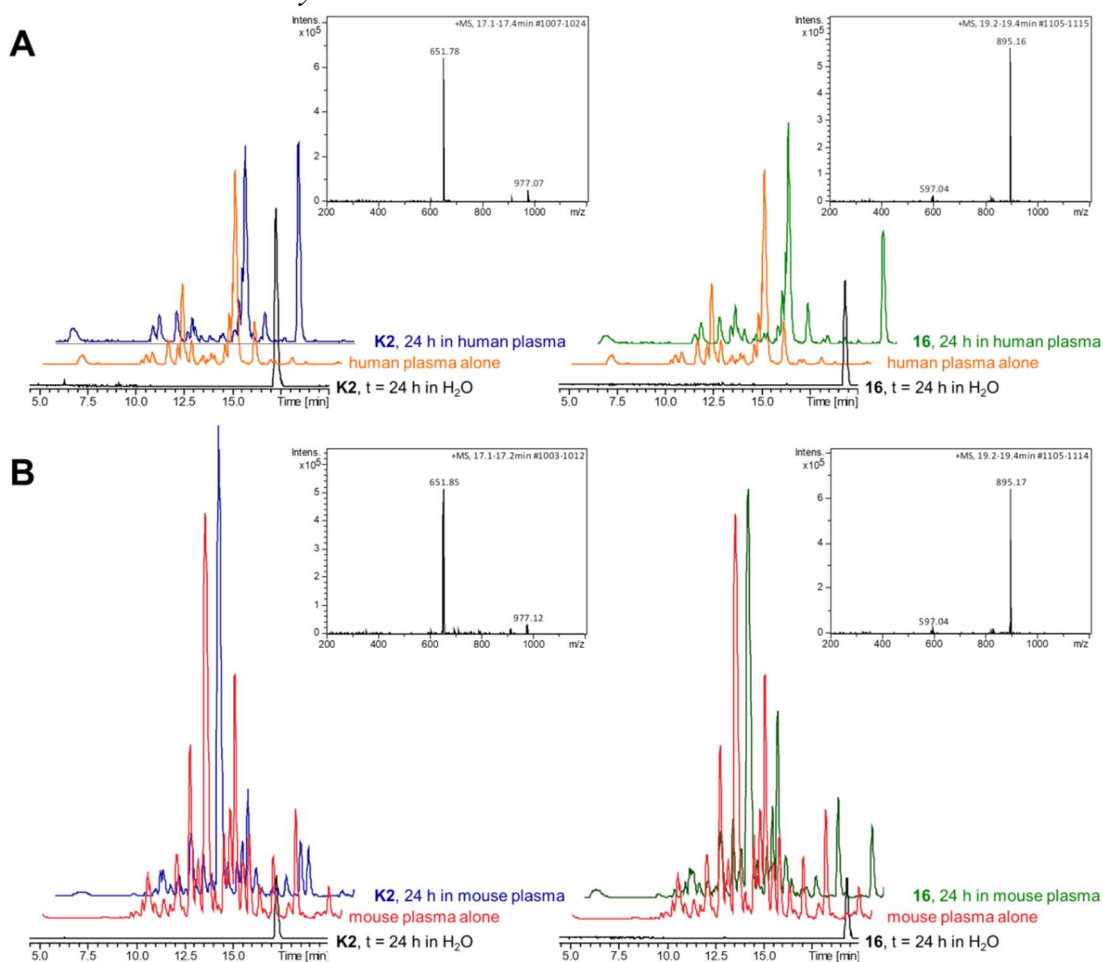 A
Intens.
x10⁵
+MS, 17.1-17.4min #1007-1024
651.78
6
4
2
977.07
0
200 400 600 800 1000 m/z
K2, 24 h in human plasma
human plasma alone
K2, t = 24 h in H₂O
5.0 7.5 10.0 12.5 15.0 Time [min]
Intens.
x10⁵
+MS, 19.2-19.4min #1105-1115
895.16
5
4
3
2
1
597.04
0
200 400 600 800 1000 m/z
16, 24 h in human plasma
human plasma alone
16, t = 24 h in H₂O
5.0 7.5 10.0 12.5 15.0 Time [min]
B
Intens.
x10⁵
+MS, 17.1-17.2min #1003-1012
651.85
5
4
3
2
1
977.12
0
200 400 600 800 1000 m/z
K2, 24 h in mouse plasma
mouse plasma alone
K2, t = 24 h in H₂O
5.0 7.5 10.0 12.5 15.0 Time [min]
Intens.
x10⁵
+MS, 19.2-19.4min #1105-1114
895.17
6
4
2
597.04
0
200 400 600 800 1000 m/z
16, 24 h in mouse plasma
mouse plasma alone
16, t = 24 h in H₂O
5.0 7.5 10.0 12.5 15.0 Time [min]